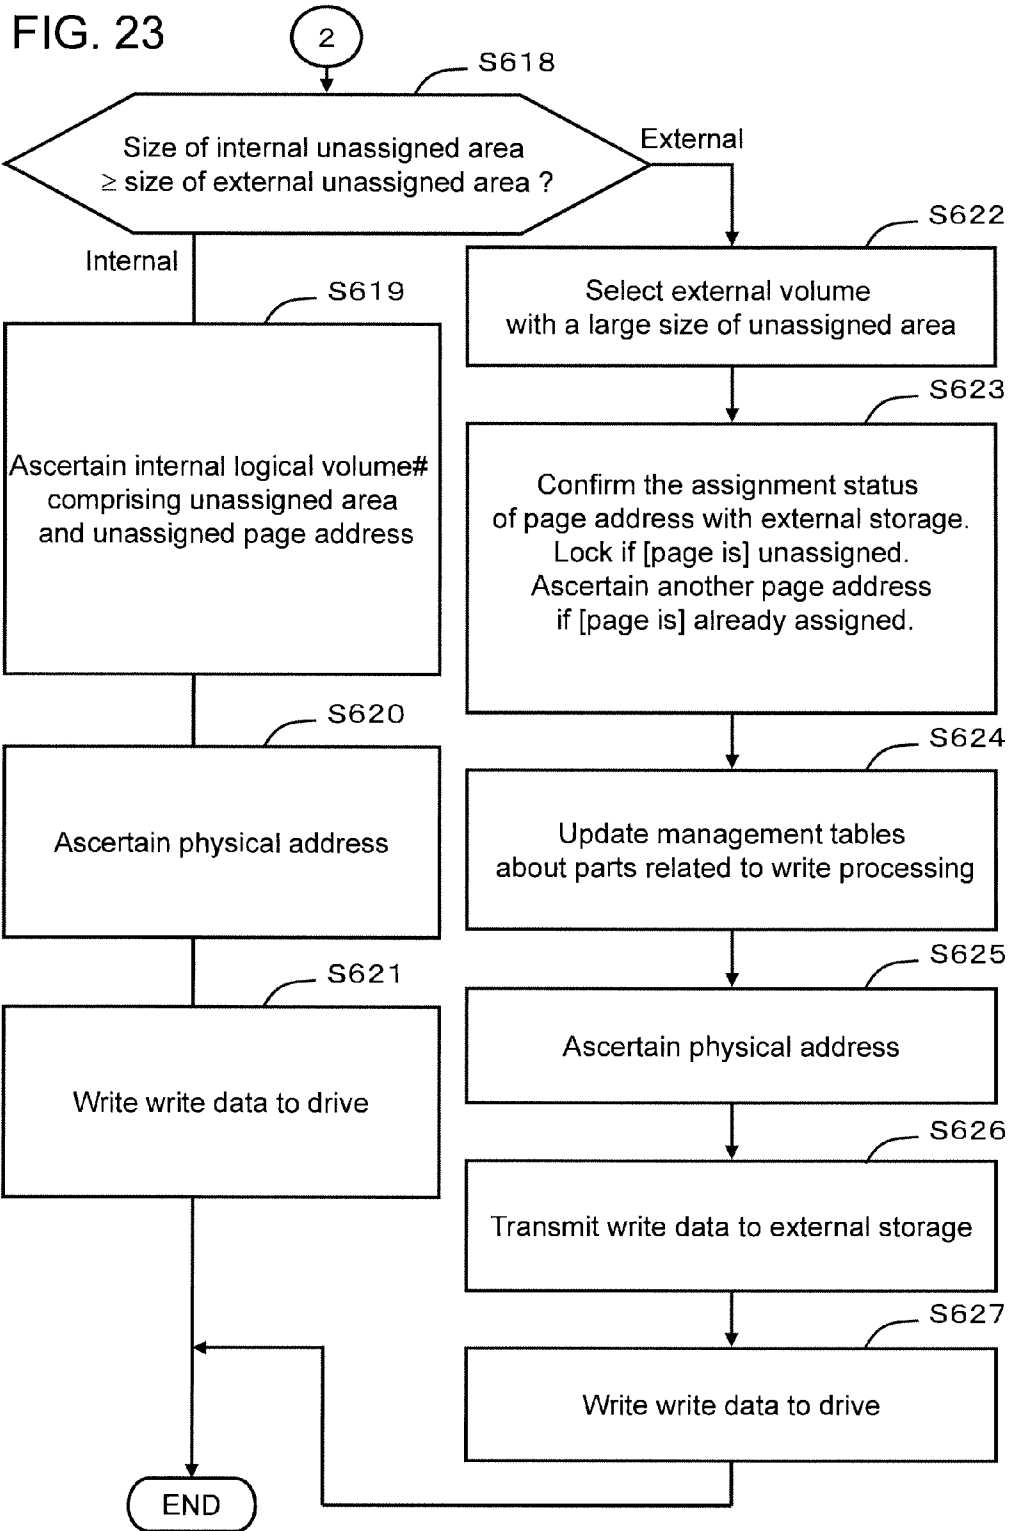 FIG. 23
2
S618
Size of internal unassigned area
≥ size of external unassigned area ?
External
Internal
S619
Ascertain internal logical volume#
comprising unassigned area
and unassigned page address
S620
Ascertain physical address
S621
Write write data to drive
S622
Select external volume
with a large size of unassigned area
S623
Confirm the assignment status
of page address with external storage.
Lock if [page is] unassigned.
Ascertain another page address
if [page is] already assigned.
S624
Update management tables
about parts related to write processing
S625
Ascertain physical address
S626
Transmit write data to external storage
S627
Write write data to drive
END